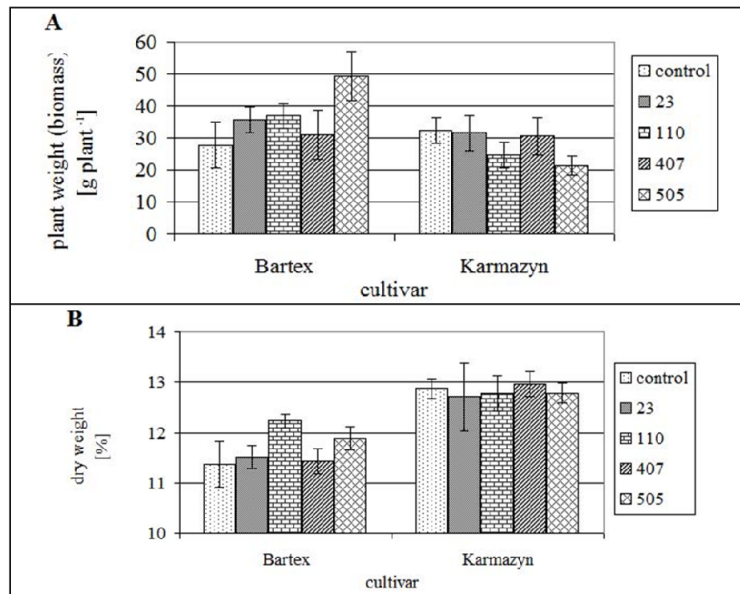 A
plant weight (biomass)
[g plant ⁻¹]
60
50
40
30
20
10
0
Bartex
Karmazyn
cultivar
control
23
110
407
505
B
dry weight
[%]
14
13
12
11
10
Bartex
Karmazyn
cultivar
control
23
110
407
505